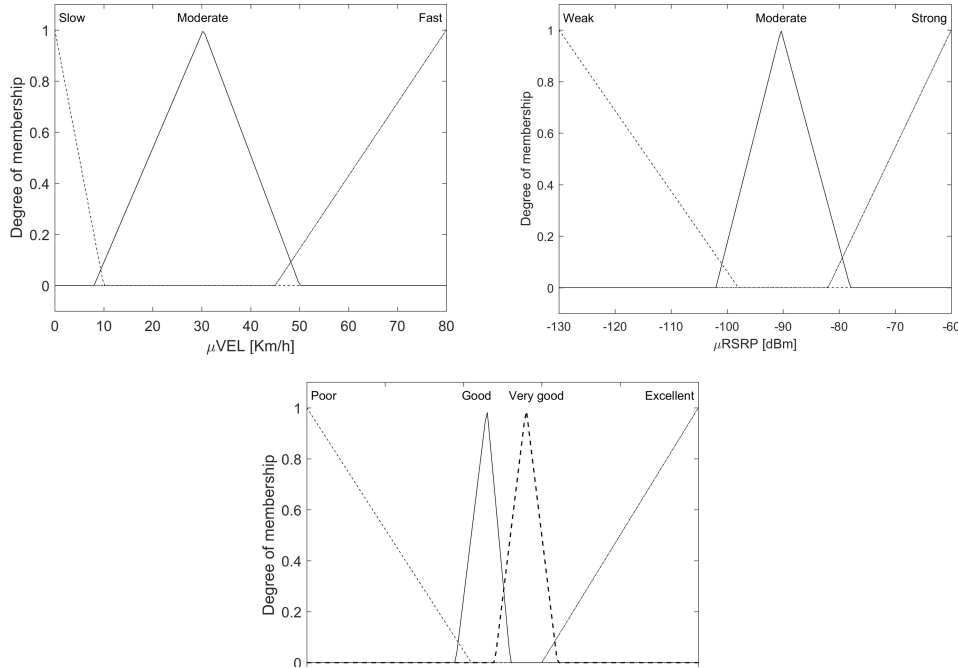 Slow Moderate Fast
1
0.8
0.6
0.4
0.2
0
Degree of membership
0 10 20 30 40 50 60 70 80
μVEL [Km/h]
Weak Moderate Strong
1
0.8
0.6
0.4
0.2
0
Degree of membership
-130 -120 -110 -100 -90 -80 -70 -60
μRSRP [dBm]
Poor Good Very good Excellent
1
0.8
0.6
0.4
0.2
0
Degree of membership